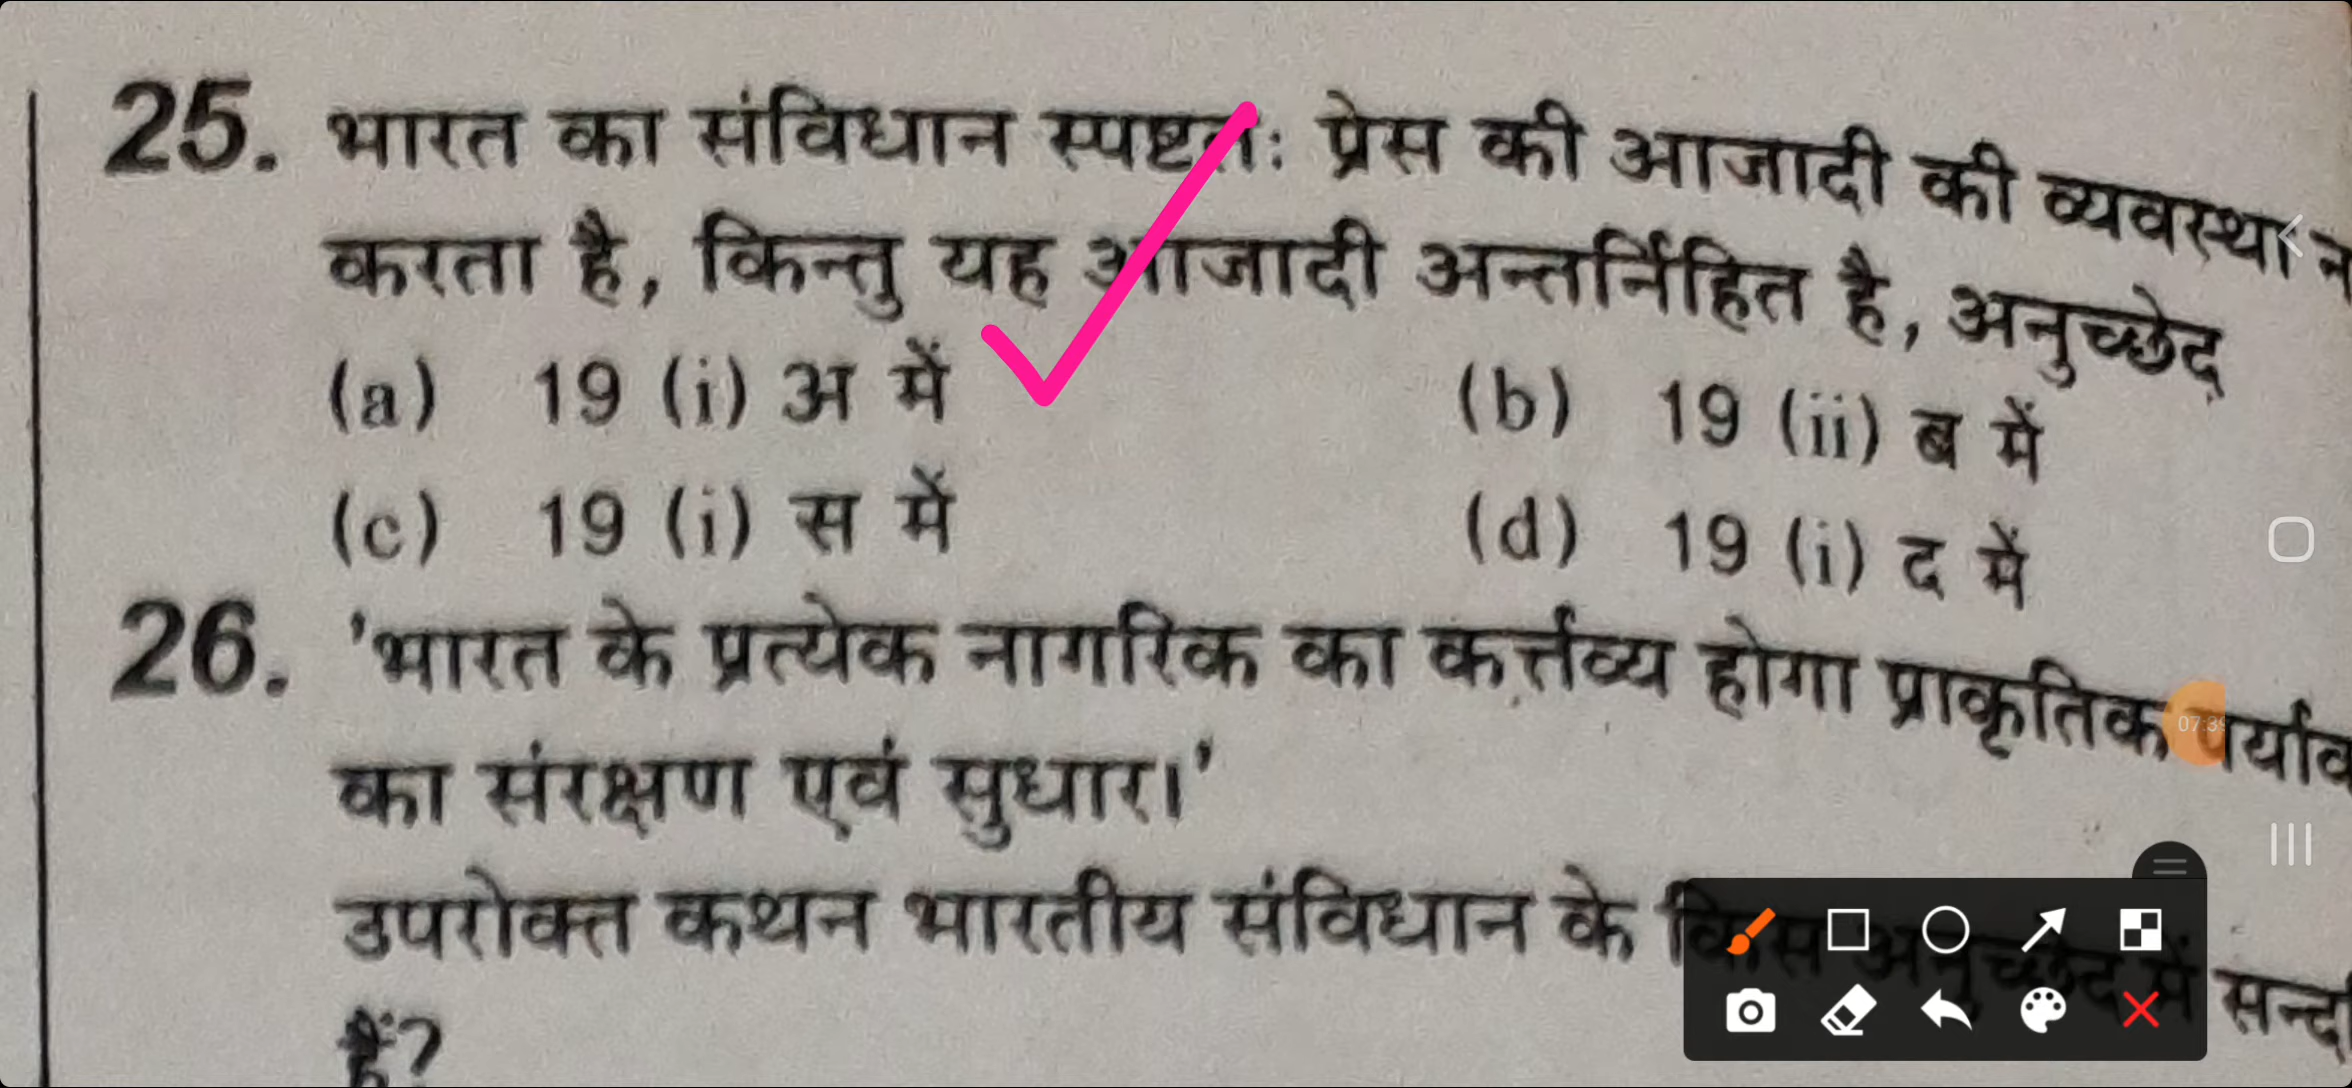 25. भारत का संविधान स्पष्टतः प्रेस की आजादी की व्यवस्था
करता है, किन्तु यह आजादी अन्तर्निहित है, अनुच्छेद
(a) 19 (i) अ में (b) 19 (ii) ब में
(c) 19 (i) स में (d) 19 (i) द में
26. 'भारत के प्रत्येक नागरिक का कर्त्तव्य होगा प्राकृतिक
का संरक्षण एवं सुधार।'
उपरोक्त कथन भारतीय संविधान के किस अनुच्छेद में
हैं?